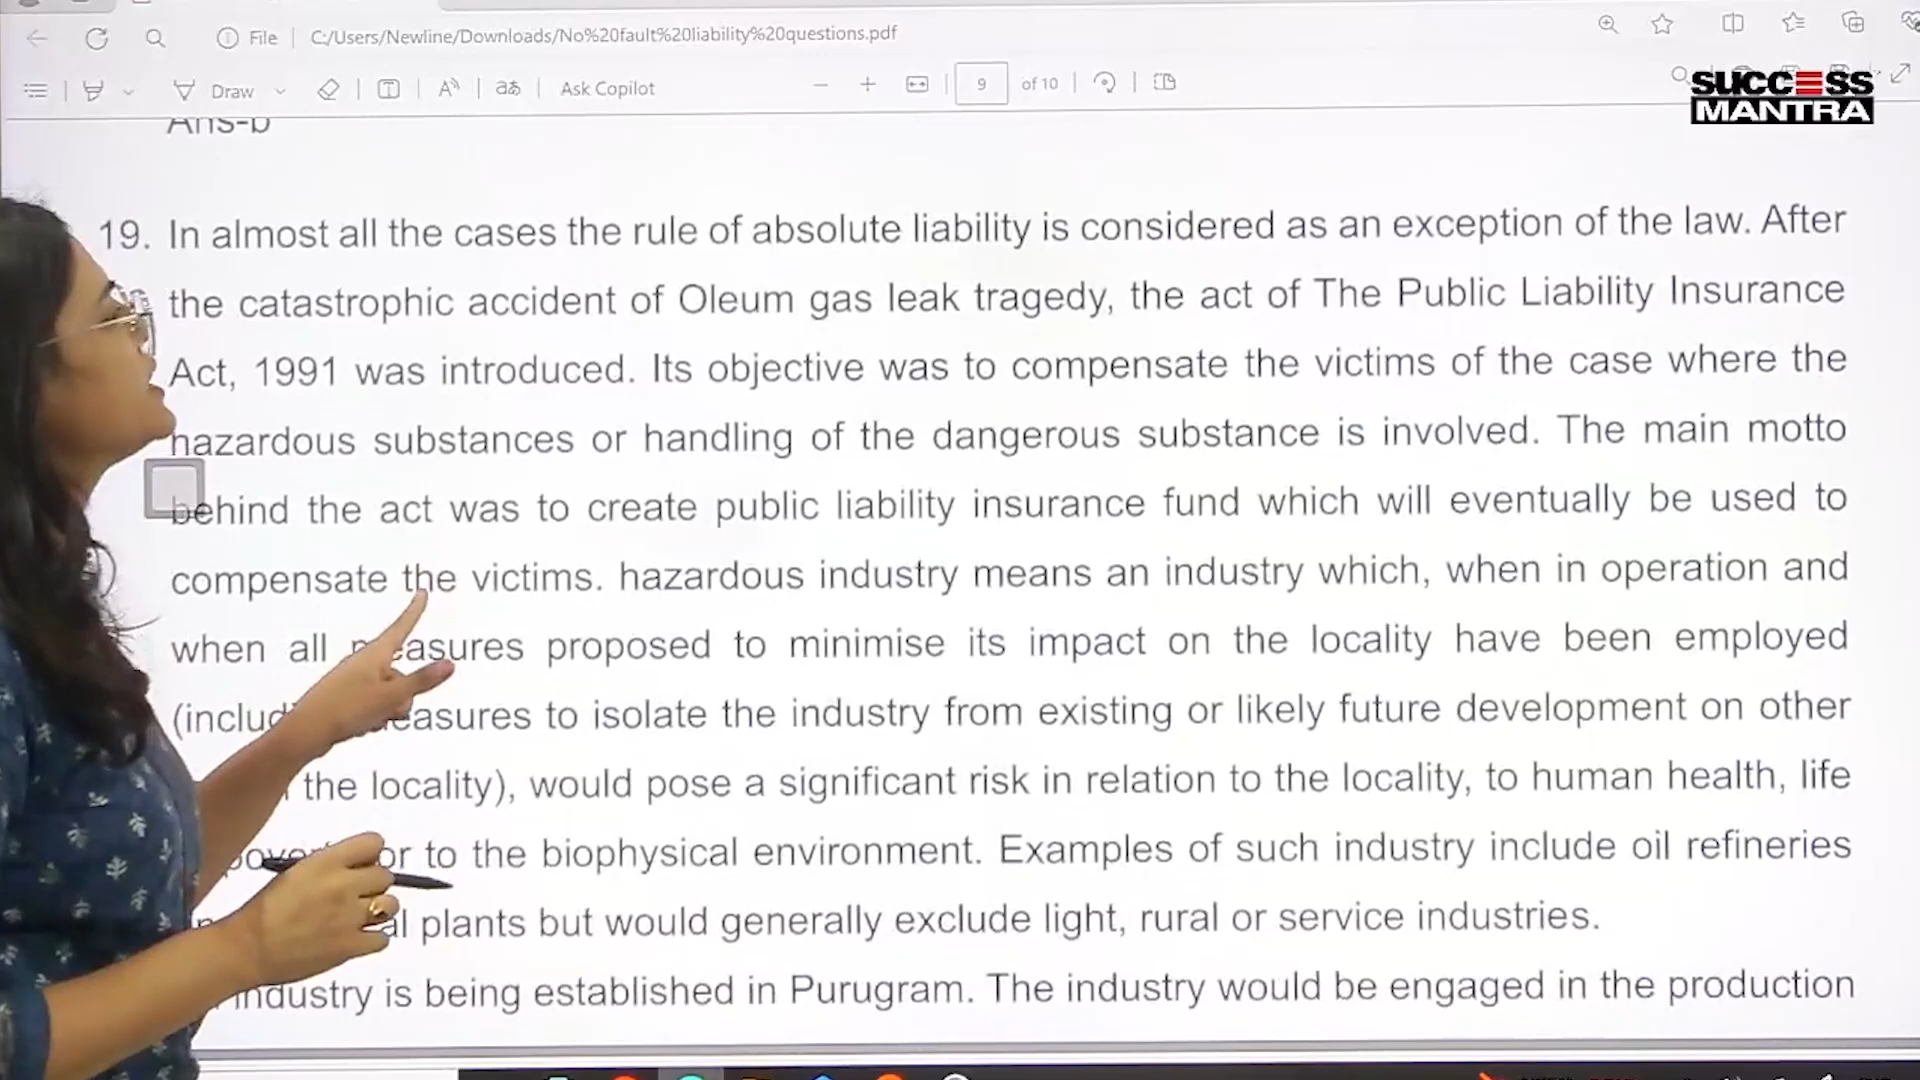 File | C:/Users/Newline/Downloads/No%20fault%20liability%20questions.pdf
Draw | A | aあ | Ask Copilot 9 of 10
SUCCESS
MANTRA
Ans-b
19. In almost all the cases the rule of absolute liability is considered as an exception of the law. After
the catastrophic accident of Oleum gas leak tragedy, the act of The Public Liability Insurance
Act, 1991 was introduced. Its objective was to compensate the victims of the case where the
hazardous substances or handling of the dangerous substance is involved. The main motto
behind the act was to create public liability insurance fund which will eventually be used to
compensate the victims. hazardous industry means an industry which, when in operation and
when all measures proposed to minimise its impact on the locality have been employed
measures to isolate the industry from existing or likely future development on other
the locality), would pose a significant risk in relation to the locality, to human health, life
or to the biophysical environment. Examples of such industry include oil refineries
plants but would generally exclude light, rural or service industries.
industry is being established in Purugram. The industry would be engaged in the production